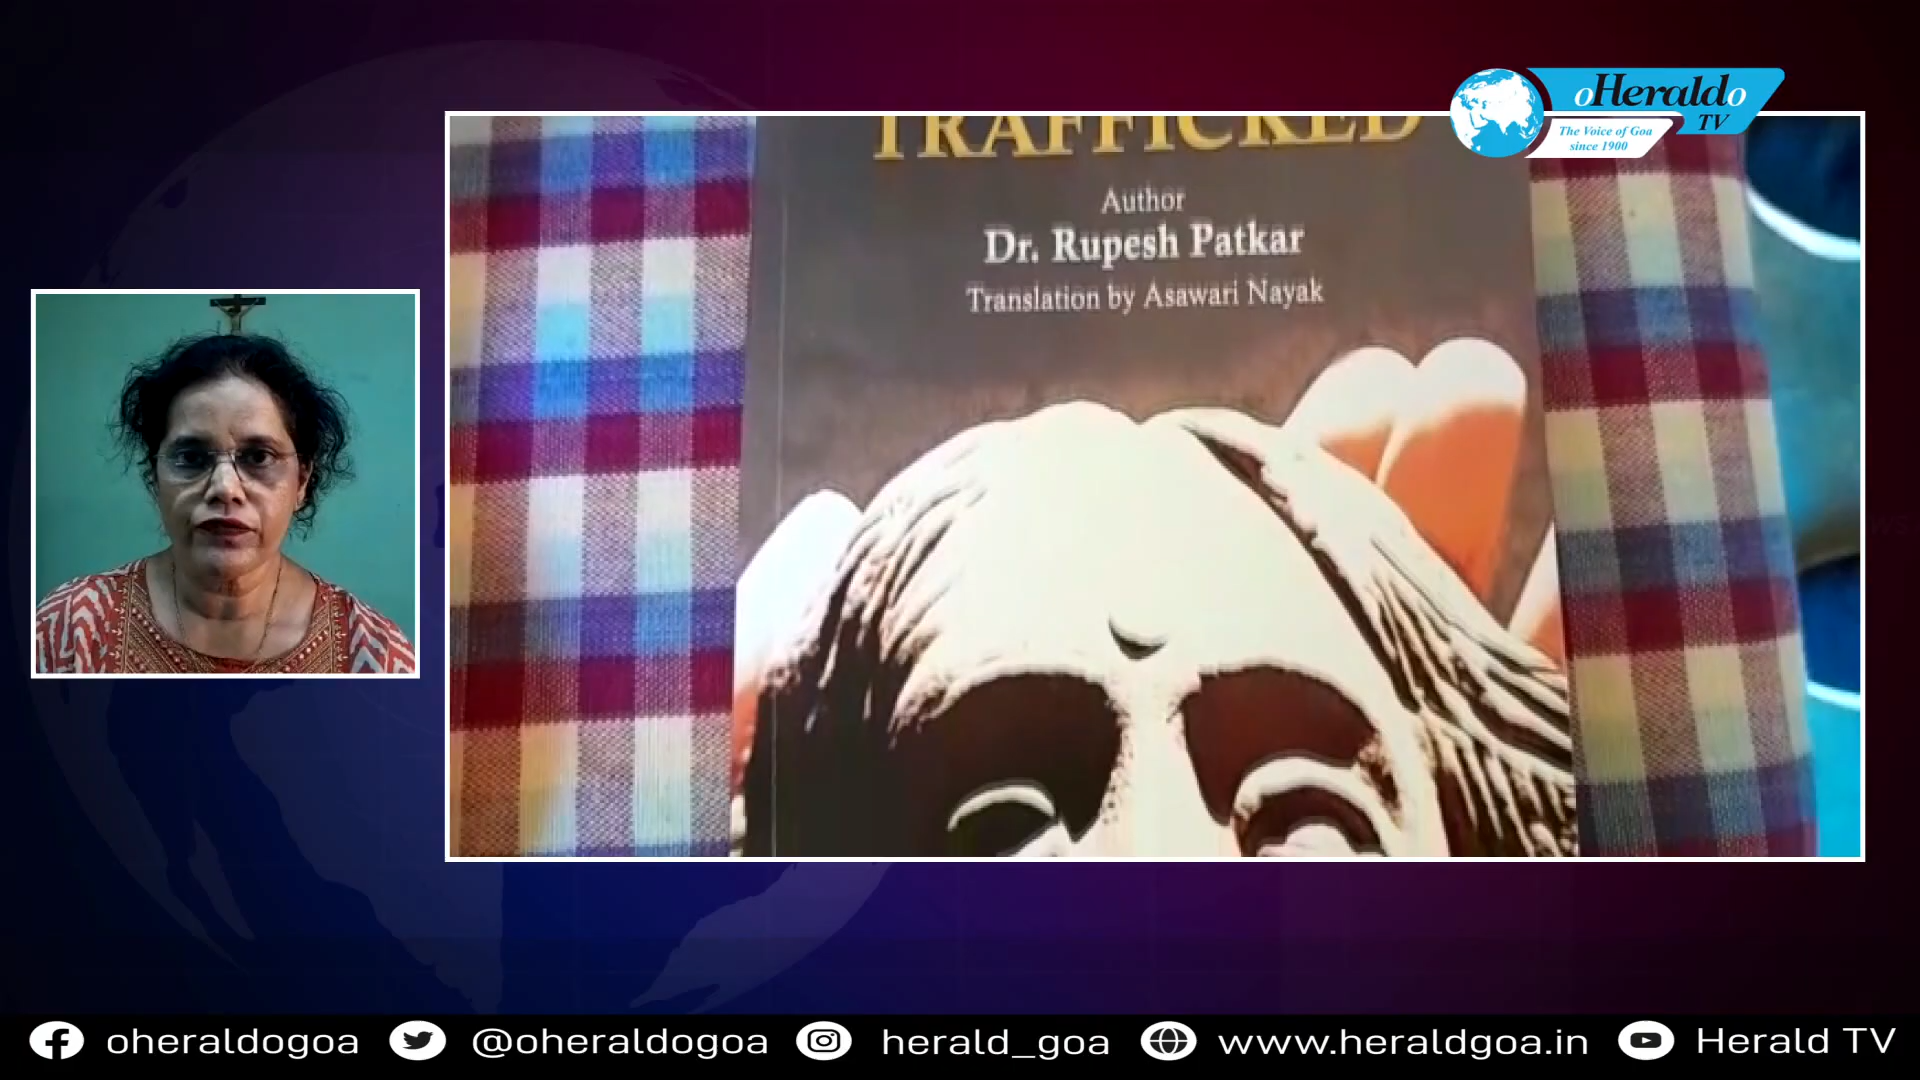 oHeraldo
TV
The Voice of Goa
since 1900
TRAFFICKED
Author
Dr. Rupesh Patkar
Translation by Asawari Nayak
oheraldogoa
@oheraldogoa
herald_goa
www.heraldgoa.in
Herald TV